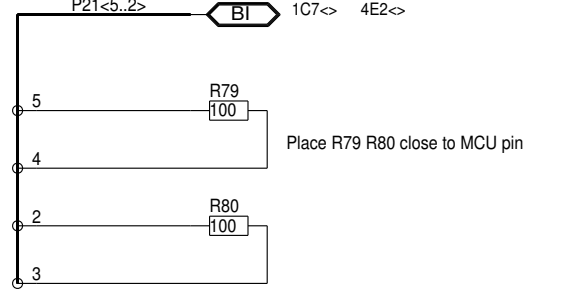 P21<5..2>
BI
1C7<> 4E2<>
5
R79
100
Place R79 R80 close to MCU pin
4
2
R80
100
3